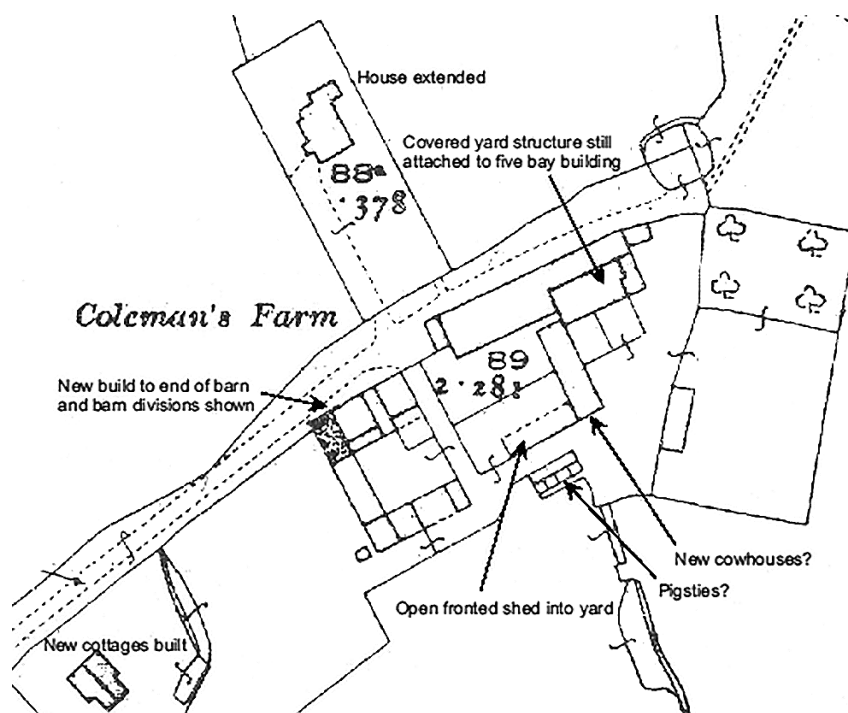 House extended
Covered yard structure still
attached to five bay building
88a
.378
Coleman's Farm
89
2.281
New build to end of barn
and barn divisions shown
New cowhouses?
Pigsties?
Open fronted shed into yard
New cottages built